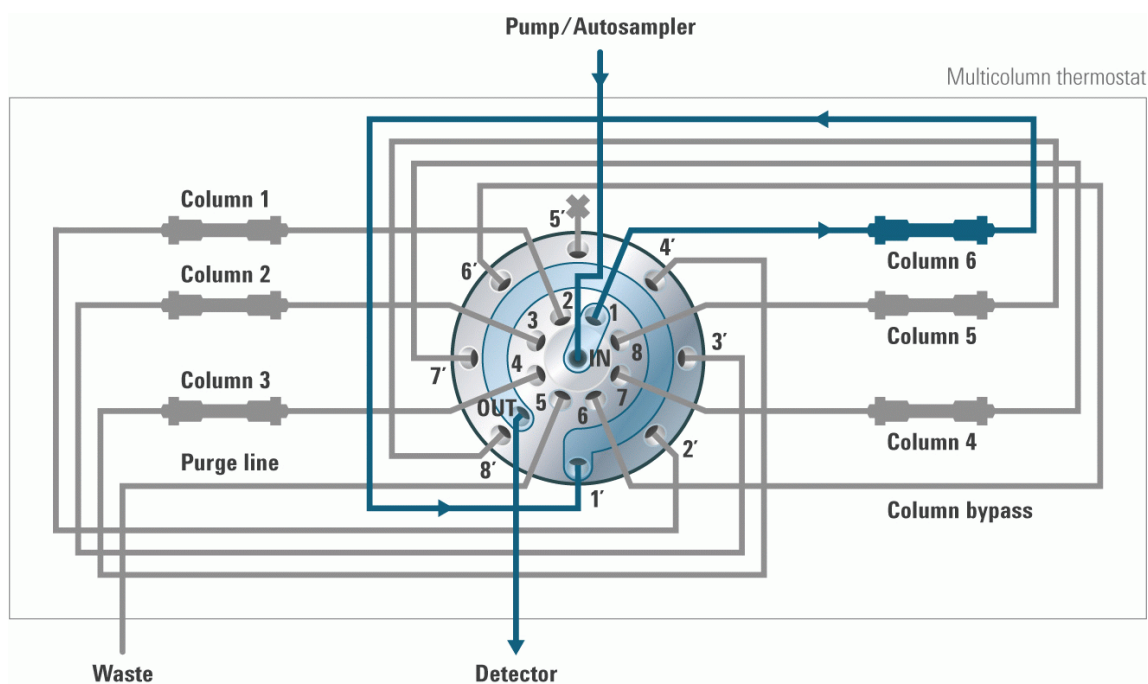 Pump/Autosampler
Multicolumn thermostat
Column 1
5′
4′
6′
Column 6
Column 2
2
1
3
8
3′
Column 5
IN
7′
4
7
Column 3
5
6
OUT
Column 4
2′
Purge line
8′
1′
Column bypass
Waste
Detector